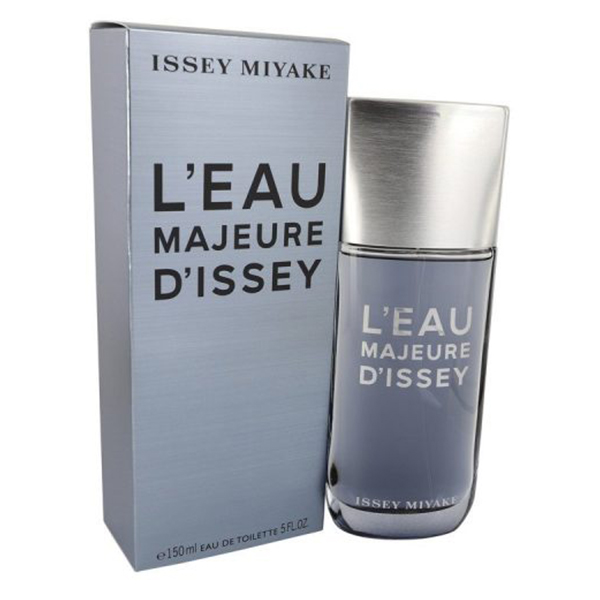 ISSEY MIYAKE
L'EAU
MAJEURE
D'ISSEY
℮150ml EAU DE TOILETTE 5 FL.OZ.
L'EAU
MAJEURE
D'ISSEY
ISSEY MIYAKE